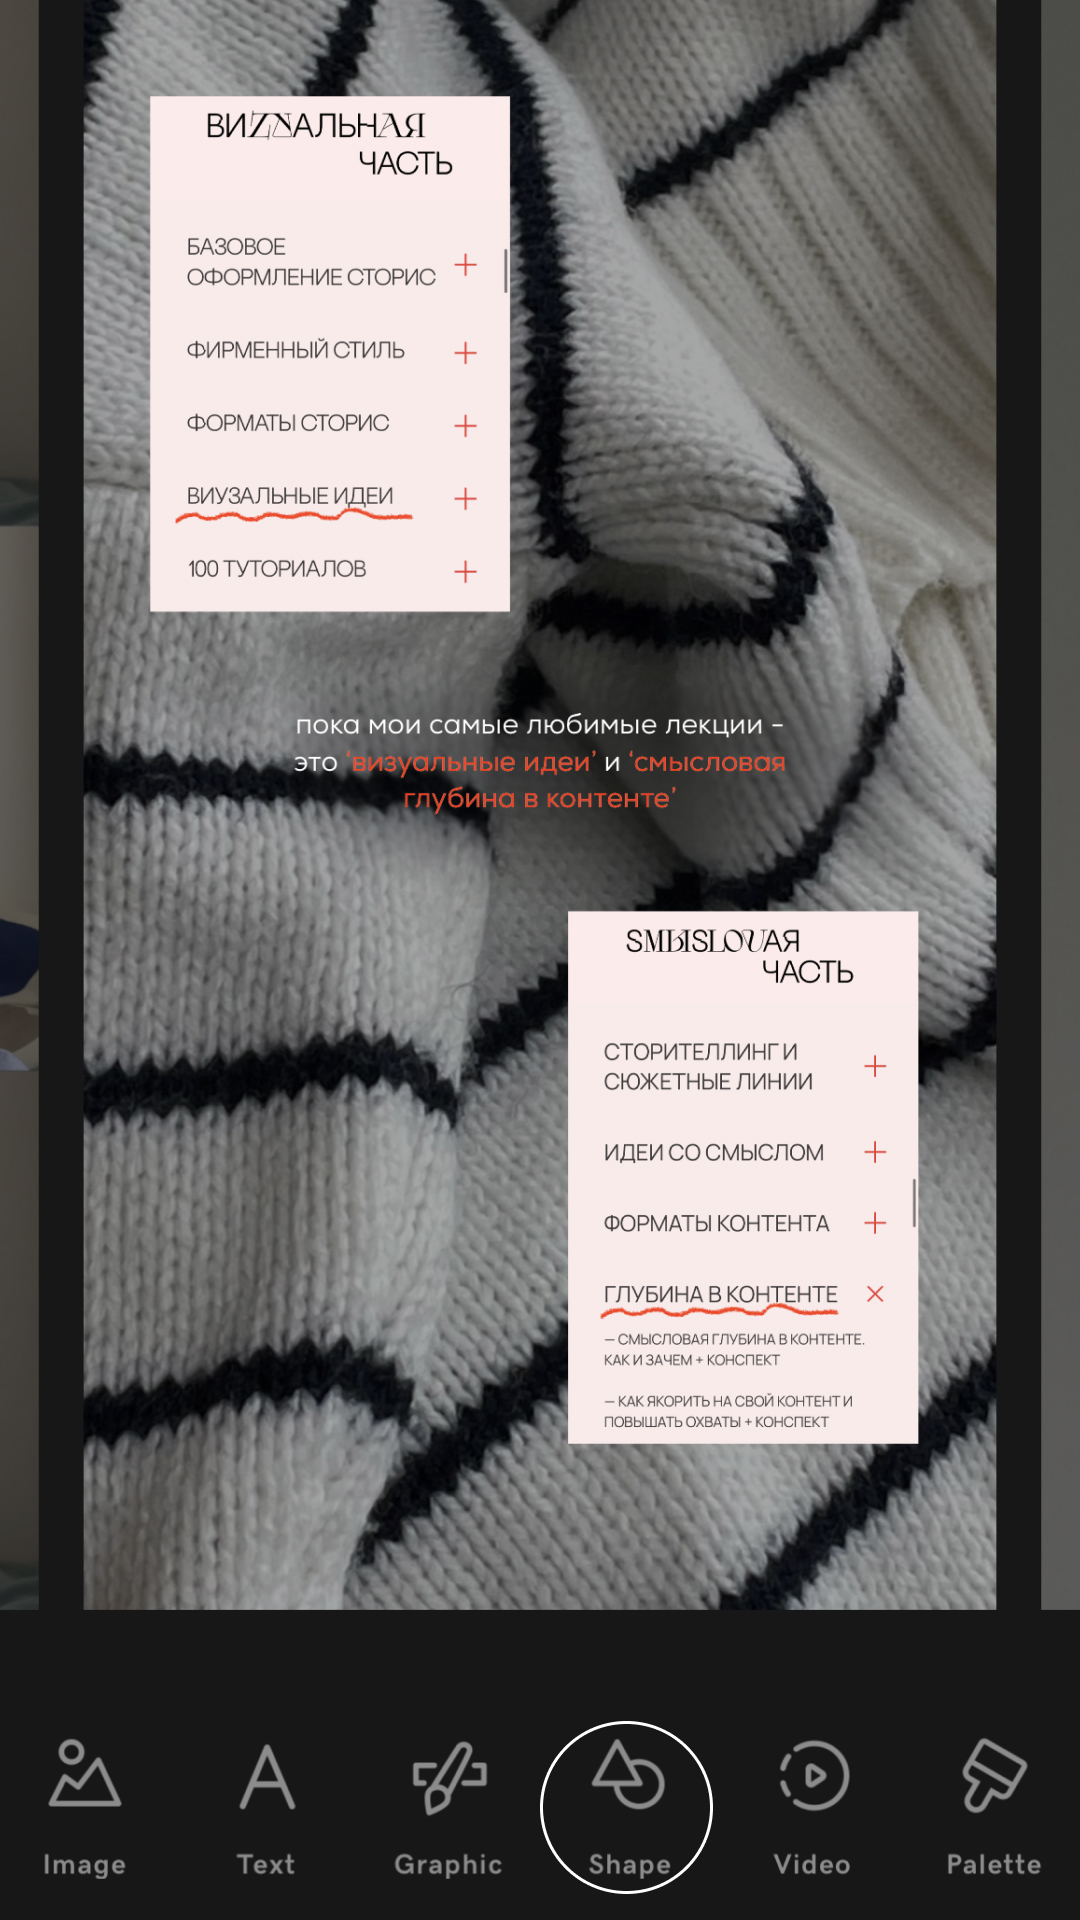 ВИZNАЛЬНАЯ
ЧАСТЬ
БАЗОВОЕ
ОФОРМЛЕНИЕ СТОРИС
ФИРМЕННЫЙ СТИЛЬ
ФОРМАТЫ СТОРИС
ВИУЗАЛЬНЫЕ ИДЕИ
100 ТУТОРИАЛОВ
пока мои самые любимые лекции -
это ‘визуальные идеи’ и ‘смысловая
глубина в контенте’
SMЫSLOVАЯ
ЧАСТЬ
СТОРИТЕЛЛИНГ И
СЮЖЕТНЫЕ ЛИНИИ
ИДЕИ СО СМЫСЛОМ
ФОРМАТЫ КОНТЕНТА
ГЛУБИНА В КОНТЕНТЕ
— СМЫСЛОВАЯ ГЛУБИНА В КОНТЕНТЕ.
КАК И ЗАЧЕМ + КОНСПЕКТ
— КАК ЯКОРИТЬ НА СВОЙ КОНТЕНТ И
ПОВЫШАТЬ ОХВАТЫ + КОНСПЕКТ
Image Text Graphic Shape Video Palette